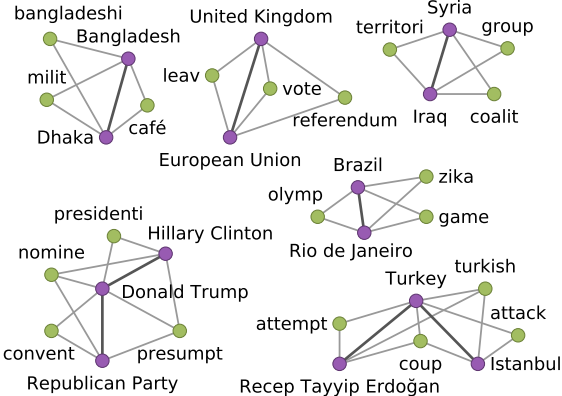 bangladeshi
Bangladesh
milit
Dhaka
café
United Kingdom
leav
vote
referendum
European Union
Syria
territori
group
Iraq
coalit
Brazil
zika
olymp
game
Rio de Janeiro
presidenti
Hillary Clinton
nomine
Donald Trump
convent
presumpt
Republican Party
turkish
Turkey
attempt
attack
coup
Istanbul
Recep Tayyip Erdoğan